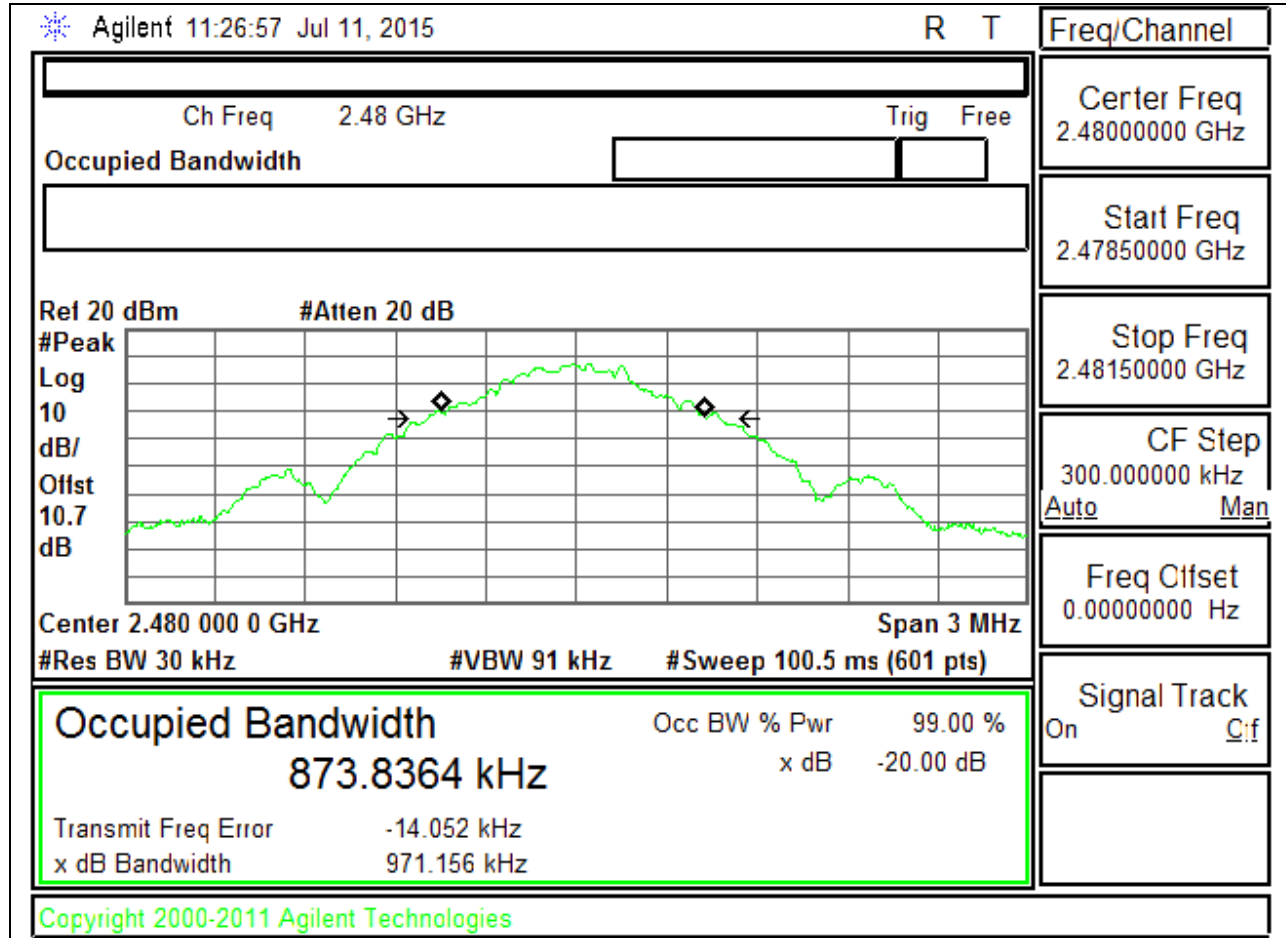 Agilent 11:26:57 Jul 11, 2015 R T
Ch Freq 2.48 GHz Trig Free
Occupied Bandwidth
Ref 20 dBm #Atten 20 dB
#Peak
Log
10
dB/
Offst
10.7
dB
Center 2.480 000 0 GHz Span 3 MHz
#Res BW 30 kHz #VBW 91 kHz #Sweep 100.5 ms (601 pts)
Occupied Bandwidth
873.8364 kHz
Occ BW % Pwr 99.00 %
x dB -20.00 dB
Transmit Freq Error -14.052 kHz
x dB Bandwidth 971.156 kHz
Copyright 2000-2011 Agilent Technologies
Freq/Channel
Center Freq
2.48000000 GHz
Start Freq
2.47850000 GHz
Stop Freq
2.48150000 GHz
CF Step
300.000000 kHz
Auto Man
Freq Offset
0.00000000 Hz
Signal Track
On Off